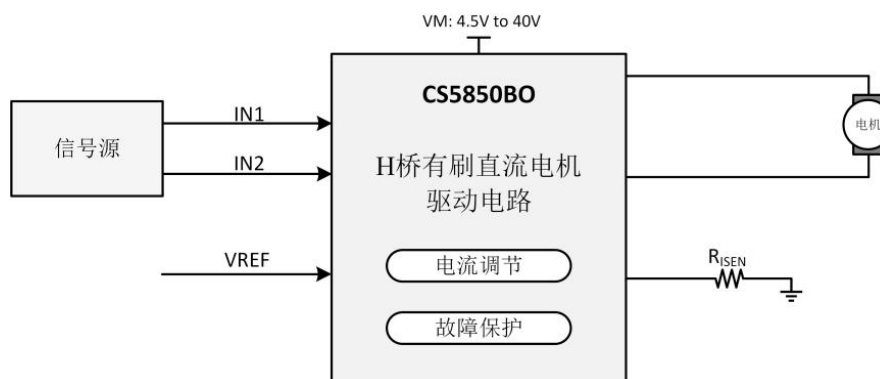 VM: 4.5V to 40V
CS5850BO
信号源
IN1
IN2
H桥有刷直流电机
驱动电路
电机
VREF
电流调节
R_ISEN
故障保护